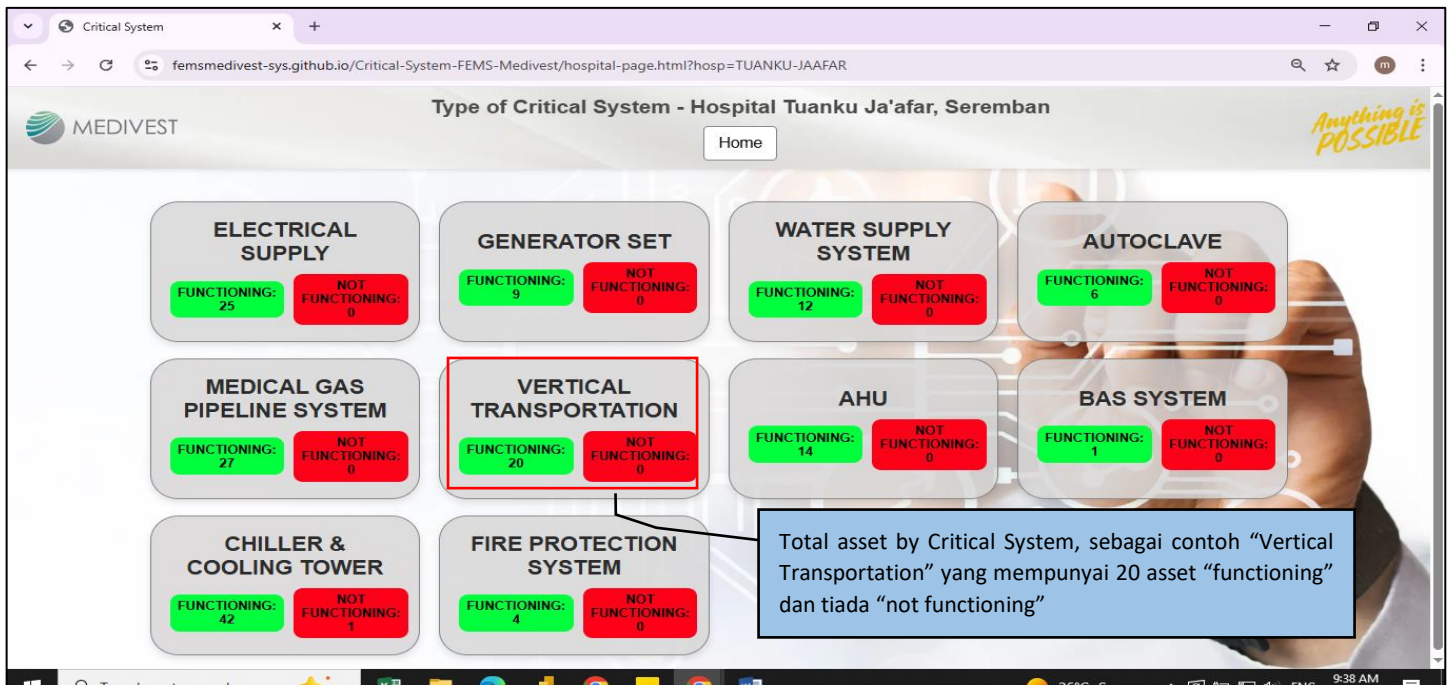 Critical System
femsmedivest-sys.github.io/Critical-System-FEMS-Medivest/hospital-page.html?hosp=TUANKU-JAAFAR
m
MEDIVEST
Type of Critical System - Hospital Tuanku Ja'afar, Seremban
Home
Anything is
POSSIBLE
ELECTRICAL
SUPPLY
FUNCTIONING:
25
NOT
FUNCTIONING:
0
GENERATOR SET
FUNCTIONING:
9
NOT
FUNCTIONING:
0
WATER SUPPLY
SYSTEM
FUNCTIONING:
12
NOT
FUNCTIONING:
0
AUTOCLAVE
FUNCTIONING:
6
NOT
FUNCTIONING:
0
MEDICAL GAS
PIPELINE SYSTEM
FUNCTIONING:
27
NOT
FUNCTIONING:
0
VERTICAL
TRANSPORTATION
FUNCTIONING:
20
NOT
FUNCTIONING:
0
AHU
FUNCTIONING:
14
NOT
FUNCTIONING:
0
BAS SYSTEM
FUNCTIONING:
1
NOT
FUNCTIONING:
0
CHILLER &
COOLING TOWER
FUNCTIONING:
42
NOT
FUNCTIONING:
1
FIRE PROTECTION
SYSTEM
FUNCTIONING:
4
NOT
FUNCTIONING:
0
Total asset by Critical System, sebagai contoh “Vertical
Transportation” yang mempunyai 20 asset “functioning”
dan tiada “not functioning”
9:38 AM